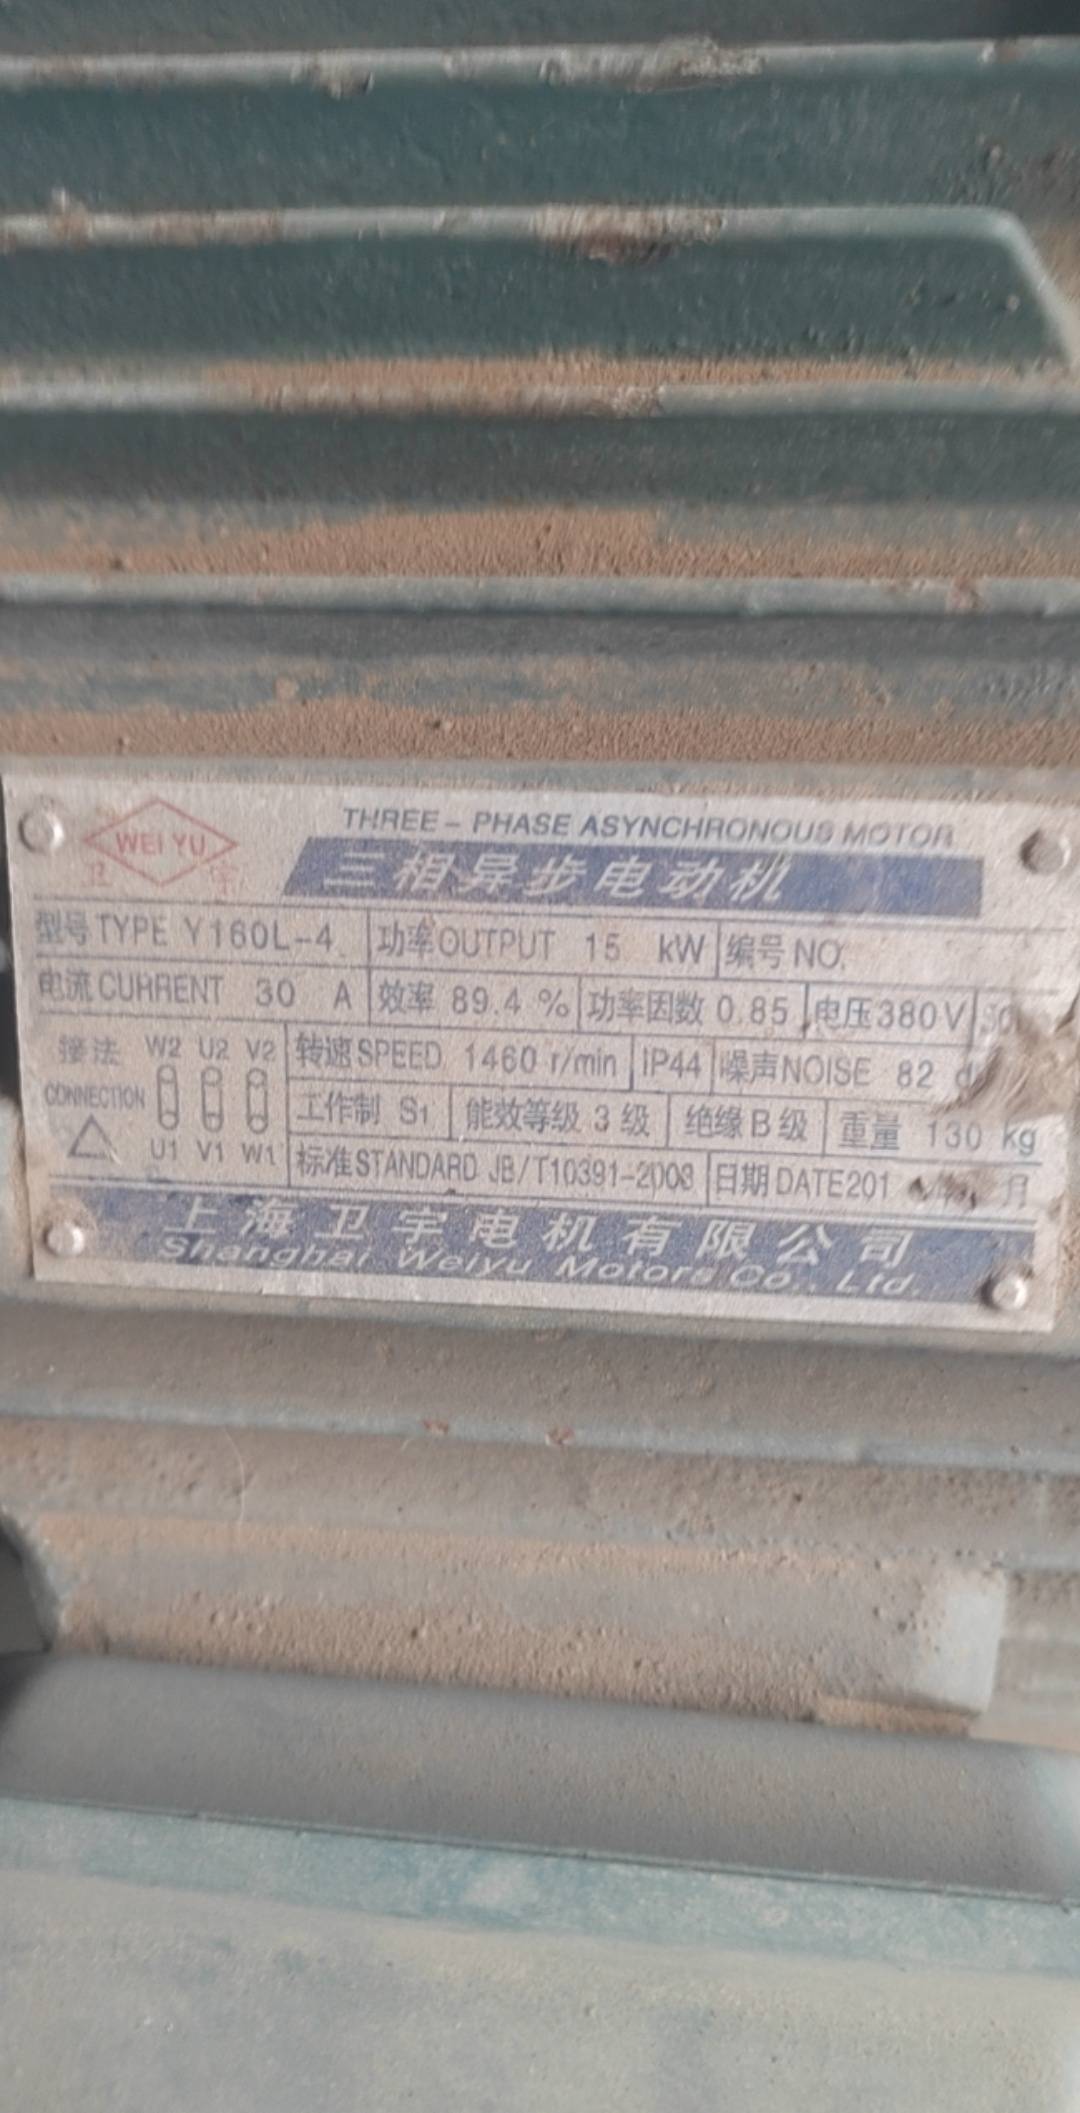 WEI YU
卫 宇
THREE-PHASE ASYNCHRONOUS MOTOR
三相异步电动机
型号 TYPE Y160L-4 功率 OUTPUT 15 kW 编号 NO.
电流 CURRENT 30 A 效率 89.4 % 功率因数 0.85 电压 380 V
接法 W2 U2 V2 转速 SPEED 1460 r/min IP44 噪声 NOISE 82
CONNECTION 工作制 S1 能效等级 3 级 绝缘 B 级 重量 130 kg
△ U1 V1 W1 标准 STANDARD JB/T10391-2008 日期 DATE 201 月
上海卫宇电机有限公司
Shanghai Weiyu Motors Co., Ltd.